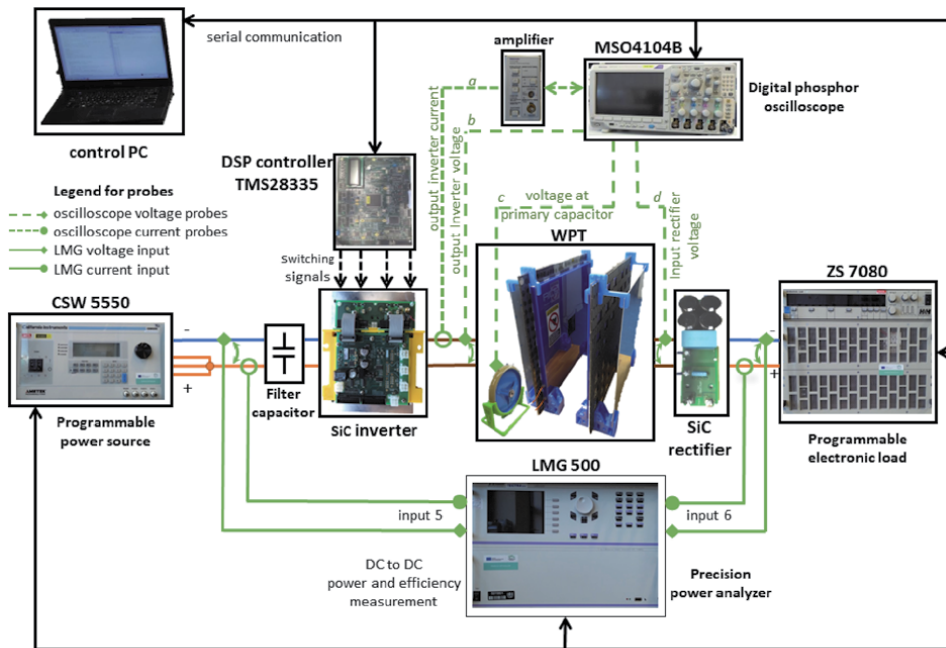 serial communication
control PC
amplifier
MSO4104B
Digital phosphor
oscilloscope
a
b
c
d
output inverter current
output Inverter voltage
voltage at
primary capacitor
Input rectifier
voltage
DSP controller
TMS28335
switching
signals
Legend for probes
oscilloscope voltage probes
oscilloscope current probes
LMG voltage input
LMG current input
WPT
CSW 5550
ZS 7080
-
+
-
+
Programmable
power source
Filter
capacitor
SiC inverter
SiC
rectifier
Programmable
electronic load
LMG 500
input 5
input 6
DC to DC
power and efficiency
measurement
Precision
power analyzer
AMETEK